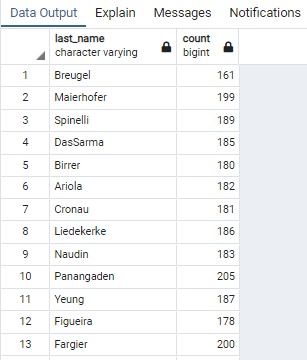 Data Output Explain Messages Notifications
last_name count
character varying bigint
1 Breugel 161
2 Maierhofer 199
3 Spinelli 189
4 DasSarma 185
5 Birrer 180
6 Ariola 182
7 Cronau 181
8 Liedekerke 186
9 Naudin 183
10 Panangaden 205
11 Yeung 187
12 Figueira 178
13 Fargier 200